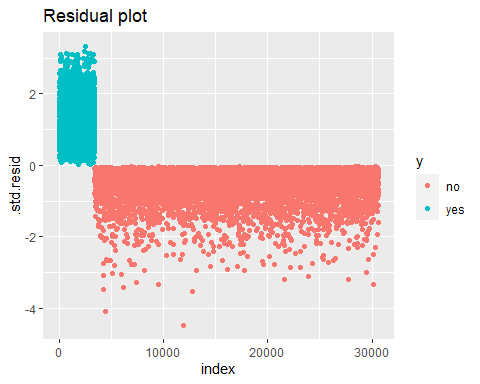 Residual plot
.std.resid
2
0
-2
-4
0
10000
20000
30000
index
y
no
yes